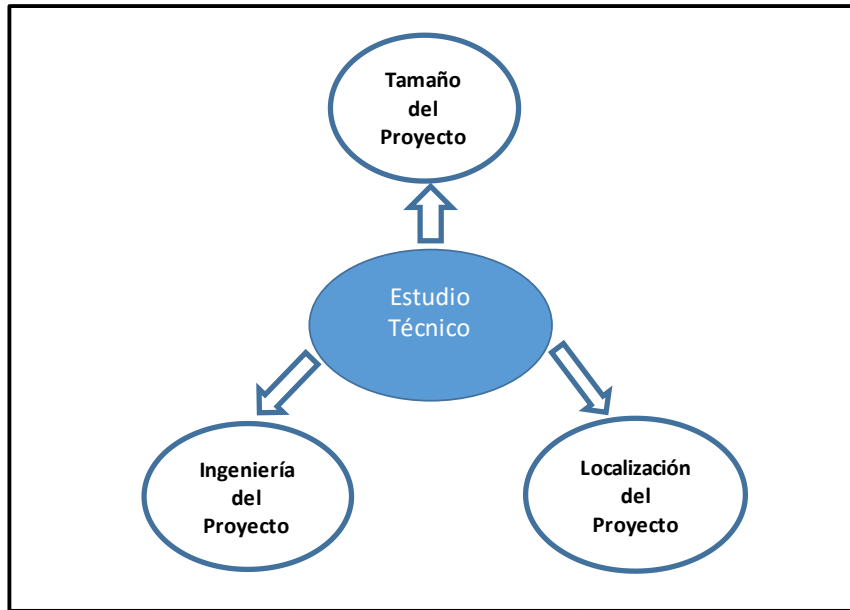 Tamaño
del
Proyecto
Estudio
Técnico
Ingeniería
del
Proyecto
Localización
del
Proyecto